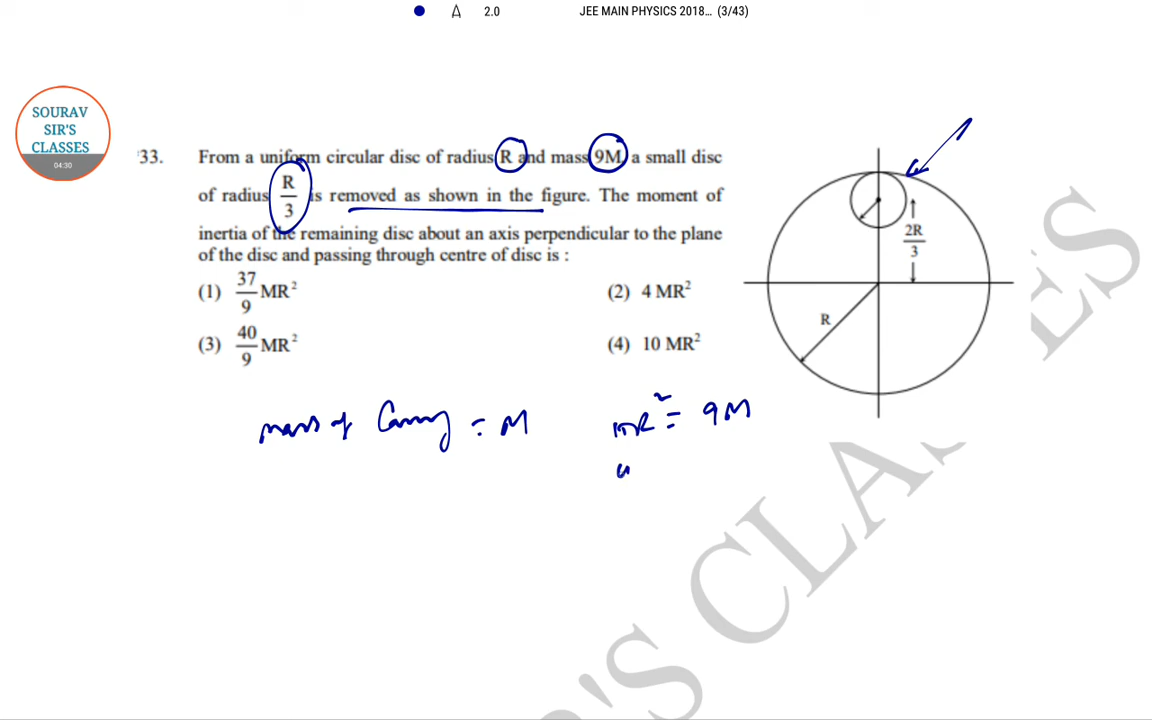 2.0
JEE MAIN PHYSICS 2018... (3/43)
SOURAV
SIR'S
CLASSES
04:30
33. From a uniform circular disc of radius R and mass 9M, a small disc
of radius R/3 is removed as shown in the figure. The moment of
inertia of the remaining disc about an axis perpendicular to the plane
of the disc and passing through centre of disc is :
(1) 37/9 MR² (2) 4 MR²
(3) 40/9 MR² (4) 10 MR²
2R/3
R
mass of = M
πR² = 9M
'S CLASSES